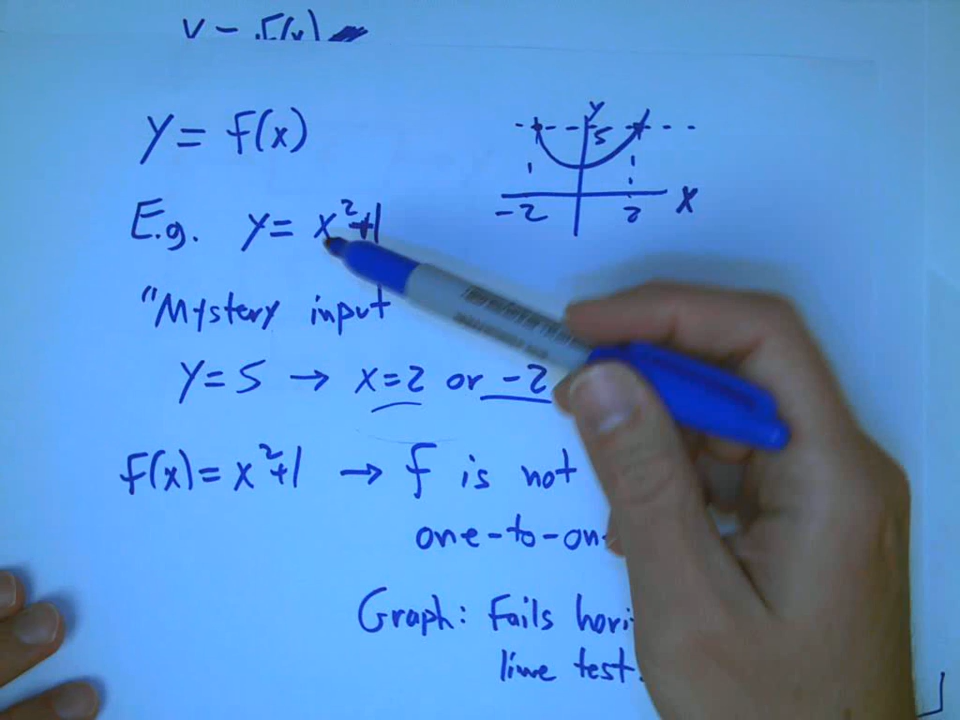 y = f(x)
y
5
-2
2
x
E.g. y = x²+1
"Mystery input
y=5 → x=2 or -2
f(x) = x²+1 → f is not
one-to-on
Graph: Fails hori
line test.